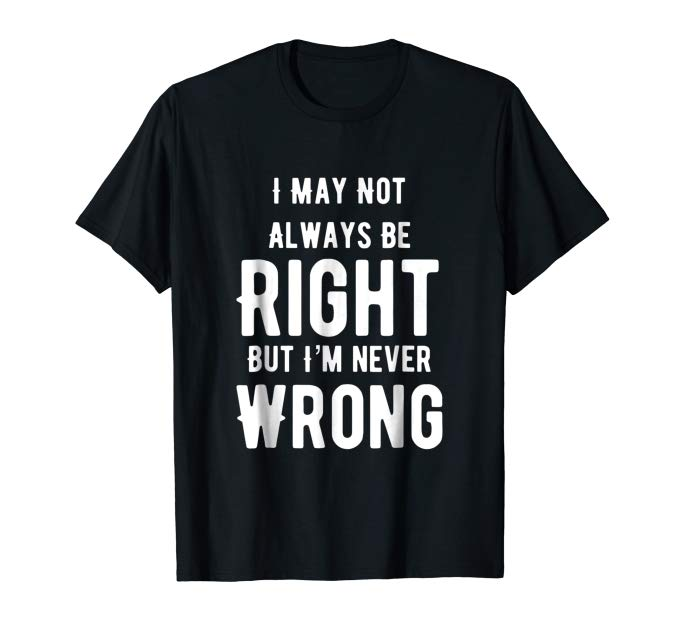 I MAY NOT
ALWAYS BE
RIGHT
BUT I'M NEVER
WRONG